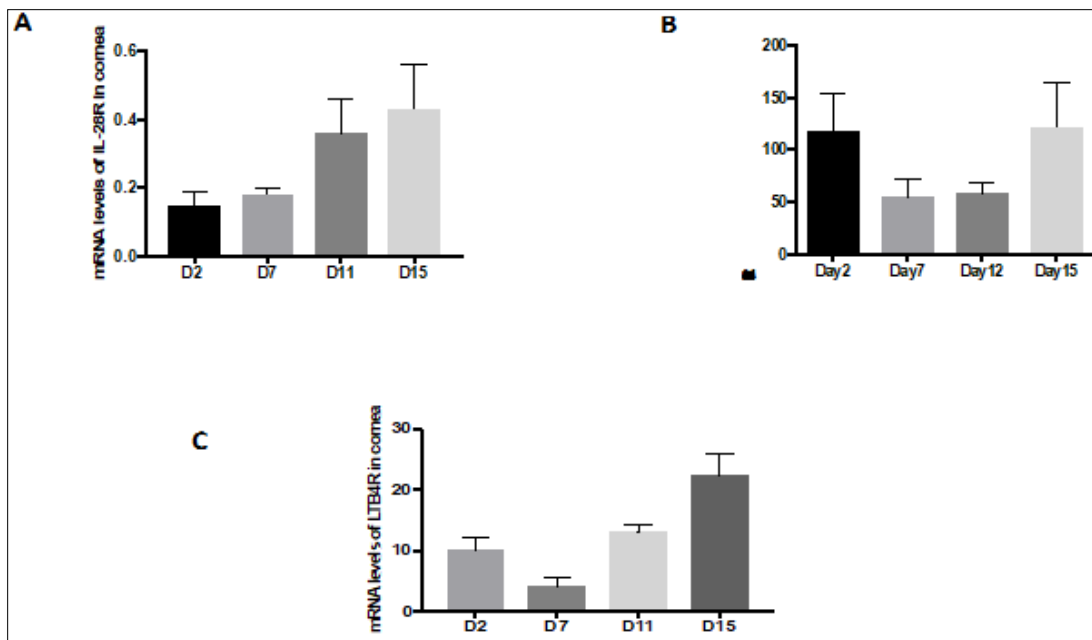 A
mRNA levels of IL-28R in cornea
0.6
0.4
0.2
0.0
D2 D7 D11 D15
B
200
150
100
50
0
Day2 Day7 Day12 Day15
C
mRNA levels of LTB4R in cornea
30
20
10
0
D2 D7 D11 D15